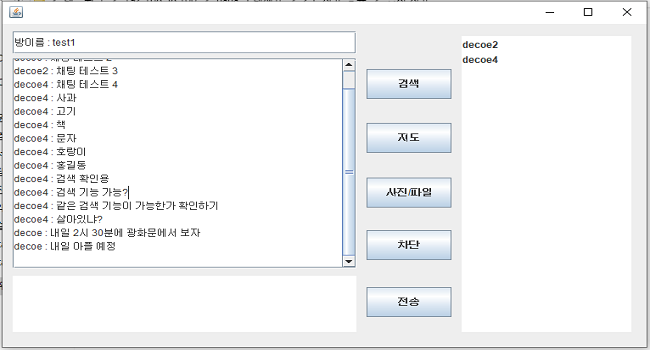 방이름 : test1
decoe2 : 채팅 테스트 3
decoe4 : 채팅 테스트 4
decoe4 : 사과
decoe4 : 고기
decoe4 : 책
decoe4 : 문자
decoe4 : 호랑이
decoe4 : 홍길동
decoe4 : 검색 확인용
decoe4 : 검색 기능 가능?
decoe4 : 같은 검색 기능이 가능한가 확인하기
decoe4 : 살아있냐?
decoe : 내일 2시 30분에 광화문에서 보자
decoe : 내일 아플 예정
검색
지도
사진/파일
차단
전송
decoe2
decoe4